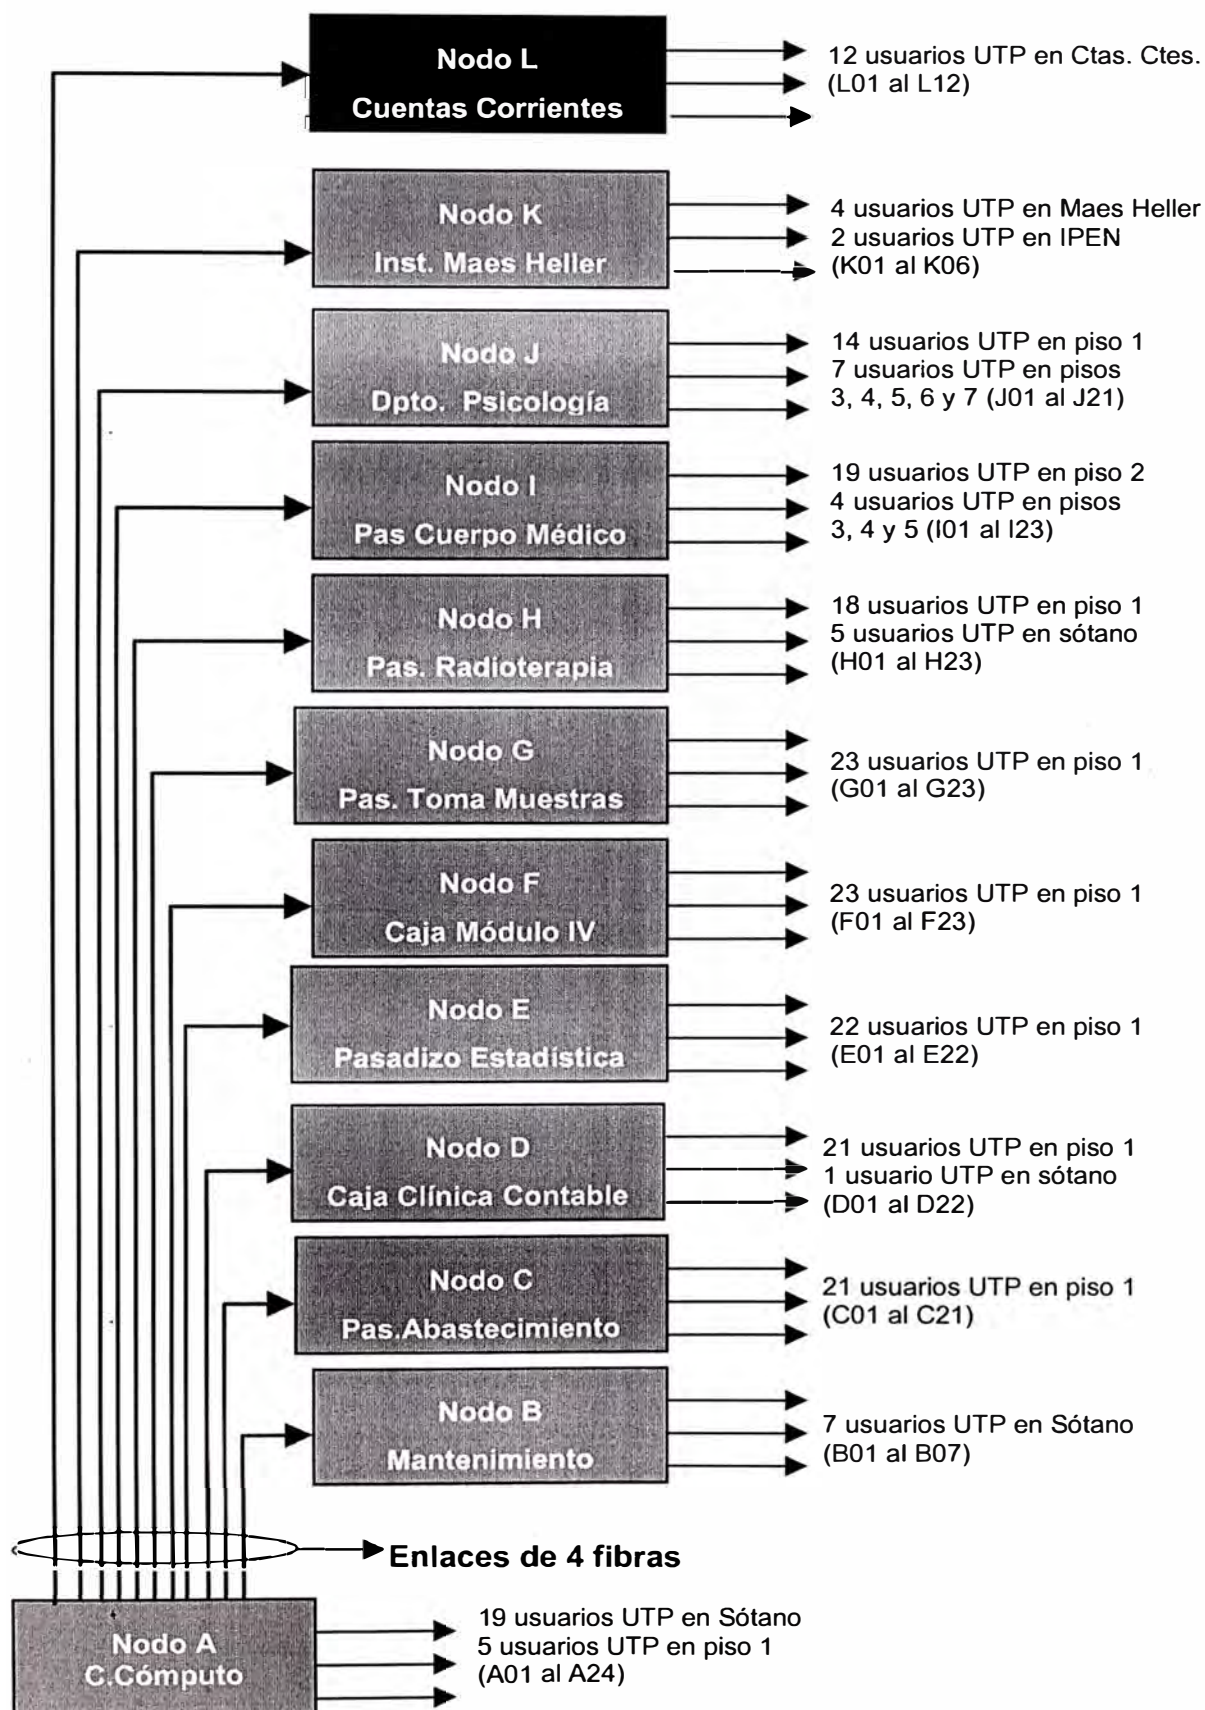 Nodo L
Cuentas Corrientes
12 usuarios UTP en Ctas. Ctes.
(L01 al L12)
Nodo K
Inst. Maes Heller
4 usuarios UTP en Maes Heller
2 usuarios UTP en IPEN
(K01 al K06)
Nodo J
Dpto. Psicología
14 usuarios UTP en piso 1
7 usuarios UTP en pisos
3, 4, 5, 6 y 7 (J01 al J21)
Nodo I
Pas Cuerpo Médico
19 usuarios UTP en piso 2
4 usuarios UTP en pisos
3, 4 y 5 (I01 al I23)
Nodo H
Pas. Radioterapia
18 usuarios UTP en piso 1
5 usuarios UTP en sótano
(H01 al H23)
Nodo G
Pas. Toma Muestras
23 usuarios UTP en piso 1
(G01 al G23)
Nodo F
Caja Módulo IV
23 usuarios UTP en piso 1
(F01 al F23)
Nodo E
Pasadizo Estadística
22 usuarios UTP en piso 1
(E01 al E22)
Nodo D
Caja Clínica Contable
21 usuarios UTP en piso 1
1 usuario UTP en sótano
(D01 al D22)
Nodo C
Pas.Abastecimiento
21 usuarios UTP en piso 1
(C01 al C21)
Nodo B
Mantenimiento
7 usuarios UTP en Sótano
(B01 al B07)
Enlaces de 4 fibras
Nodo A
C.Cómputo
19 usuarios UTP en Sótano
5 usuarios UTP en piso 1
(A01 al A24)